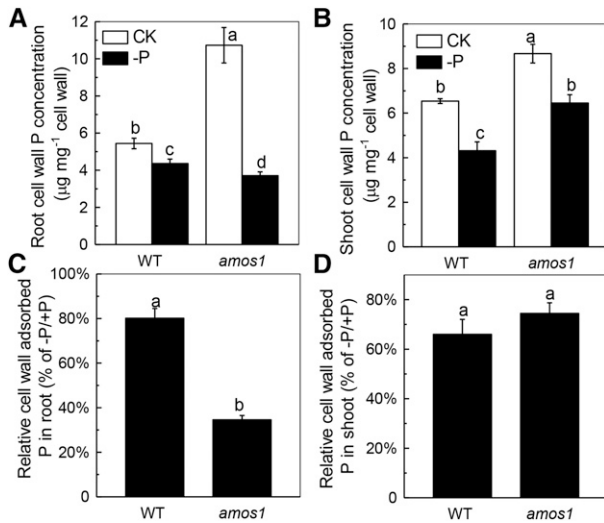 A
Root cell wall P concentration
(μg mg⁻¹ cell wall)
12
10
8
6
4
2
0
CK
-P
b
c
a
d
WT
amos1
B
Shoot cell wall P concentration
(μg mg⁻¹ cell wall)
10
8
6
4
2
0
CK
-P
b
c
a
b
WT
amos1
C
Relative cell wall adsorbed
P in root (% of -P/+P)
100%
80%
60%
40%
20%
0%
a
b
WT
amos1
D
Relative cell wall adsorbed
P in shoot (% of -P/+P)
80%
60%
40%
20%
0%
a
a
WT
amos1